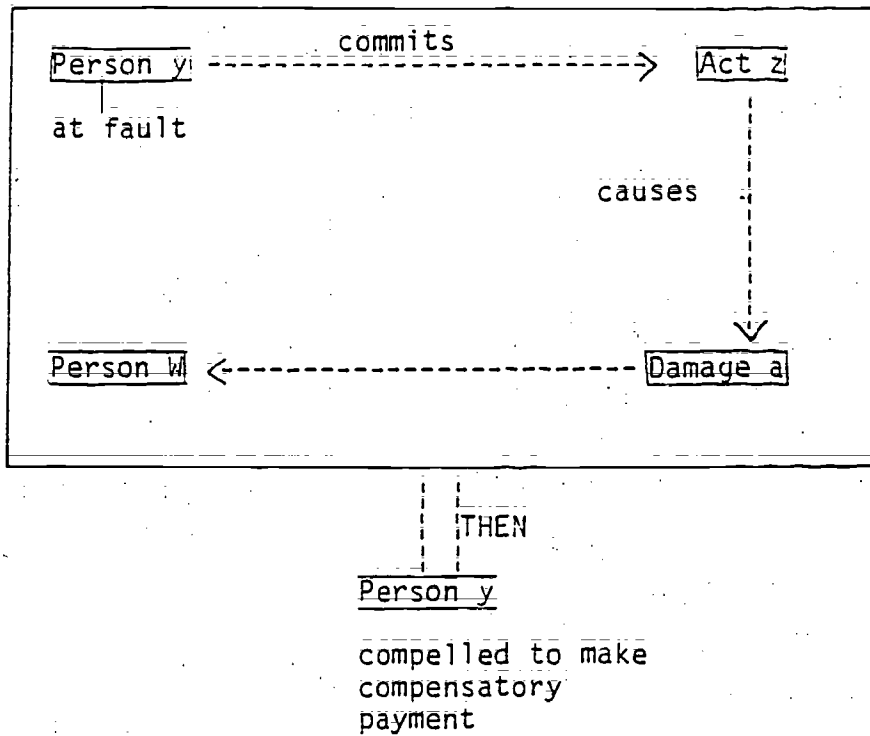 commits
Person y
Act z
at fault
causes
Person W
Damage a
THEN
Person y
compelled to make
compensatory
payment